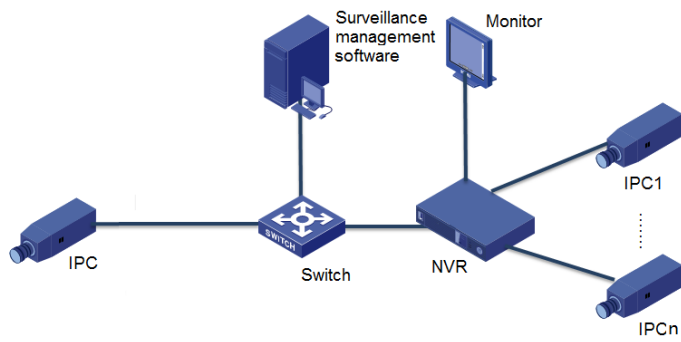 Surveillance
management
software
Monitor
IPC1
IPC
SWITCH
Switch
NVR
IPCn